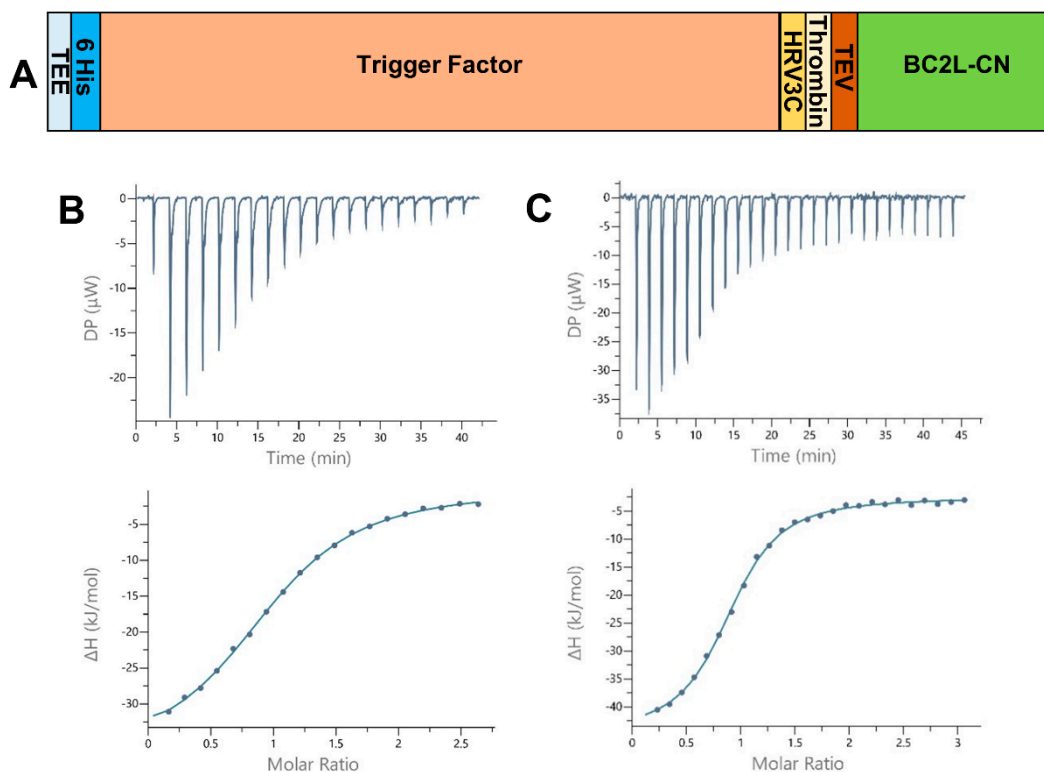 A
TEE
6 His
Trigger Factor
HRV3C
Thrombin
TEV
BC2L-CN
B
0
-5
-10
-15
-20
DP (µW)
0 5 10 15 20 25 30 35 40
Time (min)
C
0
-5
-10
-15
-20
-25
-30
-35
DP (µW)
0 5 10 15 20 25 30 35 40 45
Time (min)
-5
-10
-15
-20
-25
-30
ΔH (kJ/mol)
0 0.5 1 1.5 2 2.5
Molar Ratio
-5
-10
-15
-20
-25
-30
-35
-40
ΔH (kJ/mol)
0 0.5 1 1.5 2 2.5 3
Molar Ratio